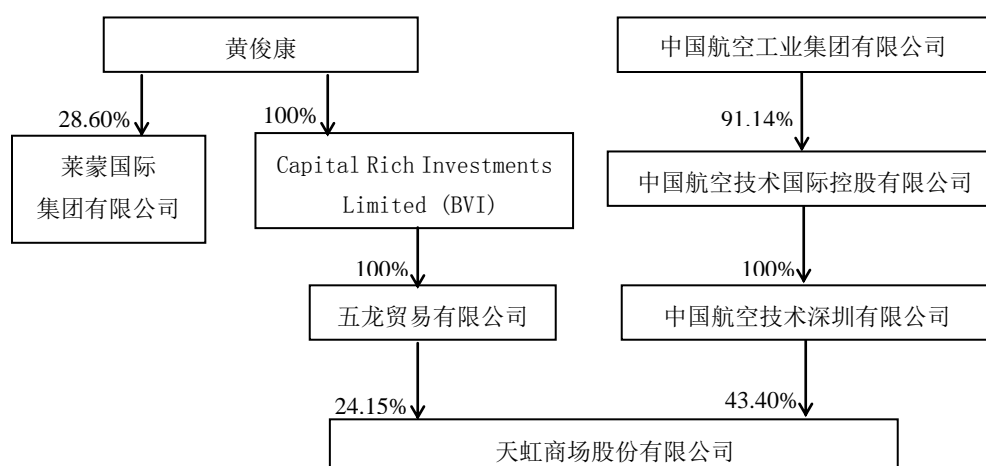 黄俊康
中国航空工业集团有限公司
28.60%
100%
91.14%
莱蒙国际
集团有限公司
Capital Rich Investments
Limited (BVI)
中国航空技术国际控股有限公司
100%
100%
五龙贸易有限公司
中国航空技术深圳有限公司
24.15%
43.40%
天虹商场股份有限公司